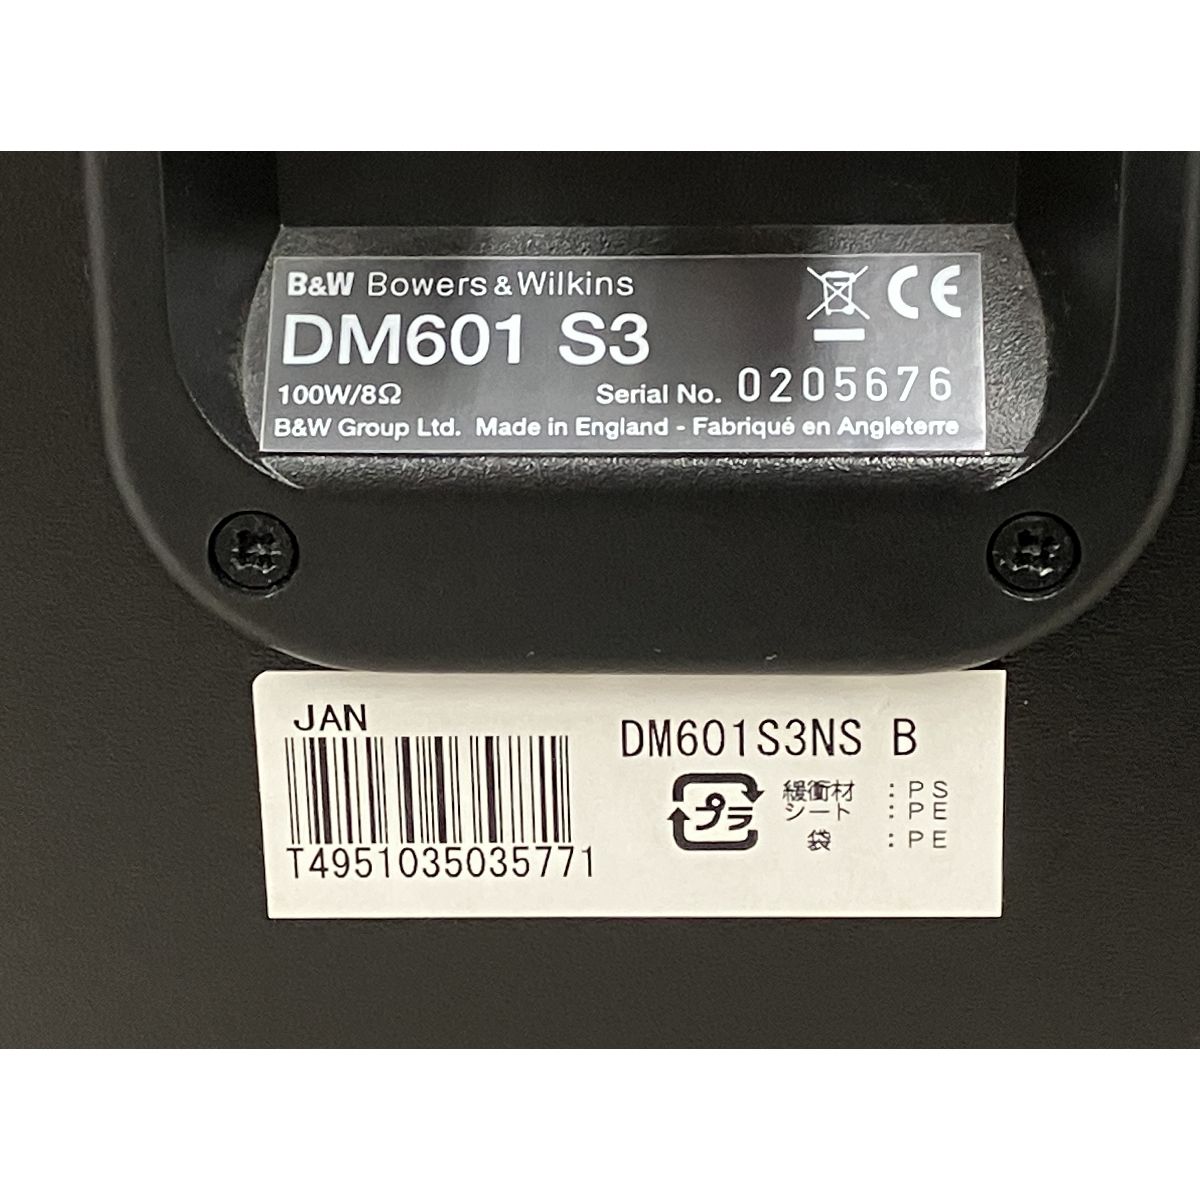 B&W Bowers & Wilkins
DM601 S3
100W/8Ω Serial No. 0205676
B&W Group Ltd. Made in England - Fabriqué en Angleterre
JAN
T4951035035771
DM601S3NS B
プラ
緩衝材 :PS
シート :PE
袋 :PE